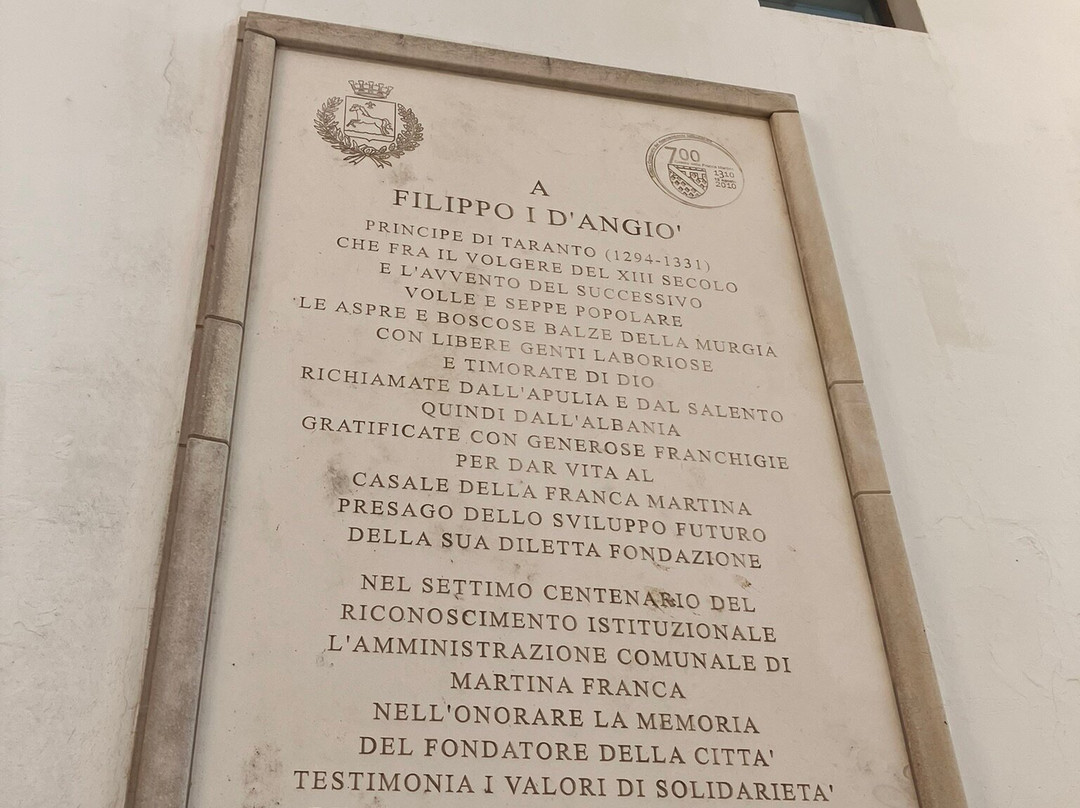 700
1310
2010
A
FILIPPO I D'ANGIO'
PRINCIPE DI TARANTO (1294-1331)
CHE FRA IL VOLGERE DEL XIII SECOLO
E L'AVVENTO DEL SUCCESSIVO
VOLLE E SEPPE POPOLARE
LE ASPRE E BOSCOSE BALZE DELLA MURGIA
CON LIBERE GENTI LABORIOSE
E TIMORATE DI DIO
RICHIAMATE DALL'APULIA E DAL SALENTO
QUINDI DALL'ALBANIA
GRATIFICATE CON GENEROSE FRANCHIGIE
PER DAR VITA AL
CASALE DELLA FRANCA MARTINA
PRESAGO DELLO SVILUPPO FUTURO
DELLA SUA DILETTA FONDAZIONE
NEL SETTIMO CENTENARIO DEL
RICONOSCIMENTO ISTITUZIONALE
L'AMMINISTRAZIONE COMUNALE DI
MARTINA FRANCA
NELL'ONORARE LA MEMORIA
DEL FONDATORE DELLA CITTA'
TESTIMONIA I VALORI DI SOLIDARIETA'